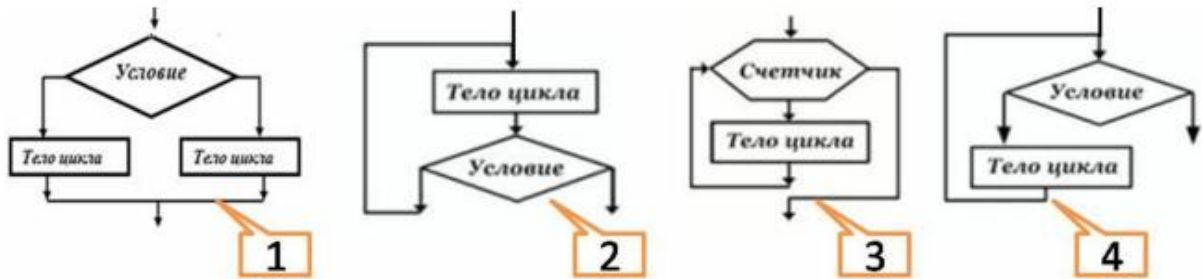 Условие
Тело цикла
Тело цикла
1
Тело цикла
Условие
2
Счетчик
Тело цикла
3
Условие
Тело цикла
4